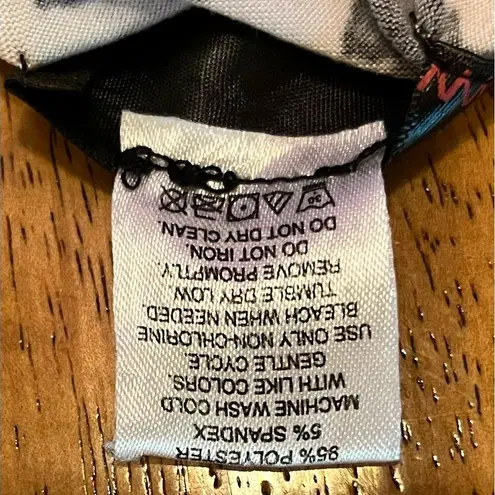 95% POLYESTER
5% SPANDEX
MACHINE WASH COLD
WITH LIKE COLORS.
GENTLE CYCLE.
USE ONLY NON-CHLORINE
BLEACH WHEN NEEDED.
TUMBLE DRY LOW
REMOVE PROMPTLY.
DO NOT IRON.
DO NOT DRY CLEAN.
30